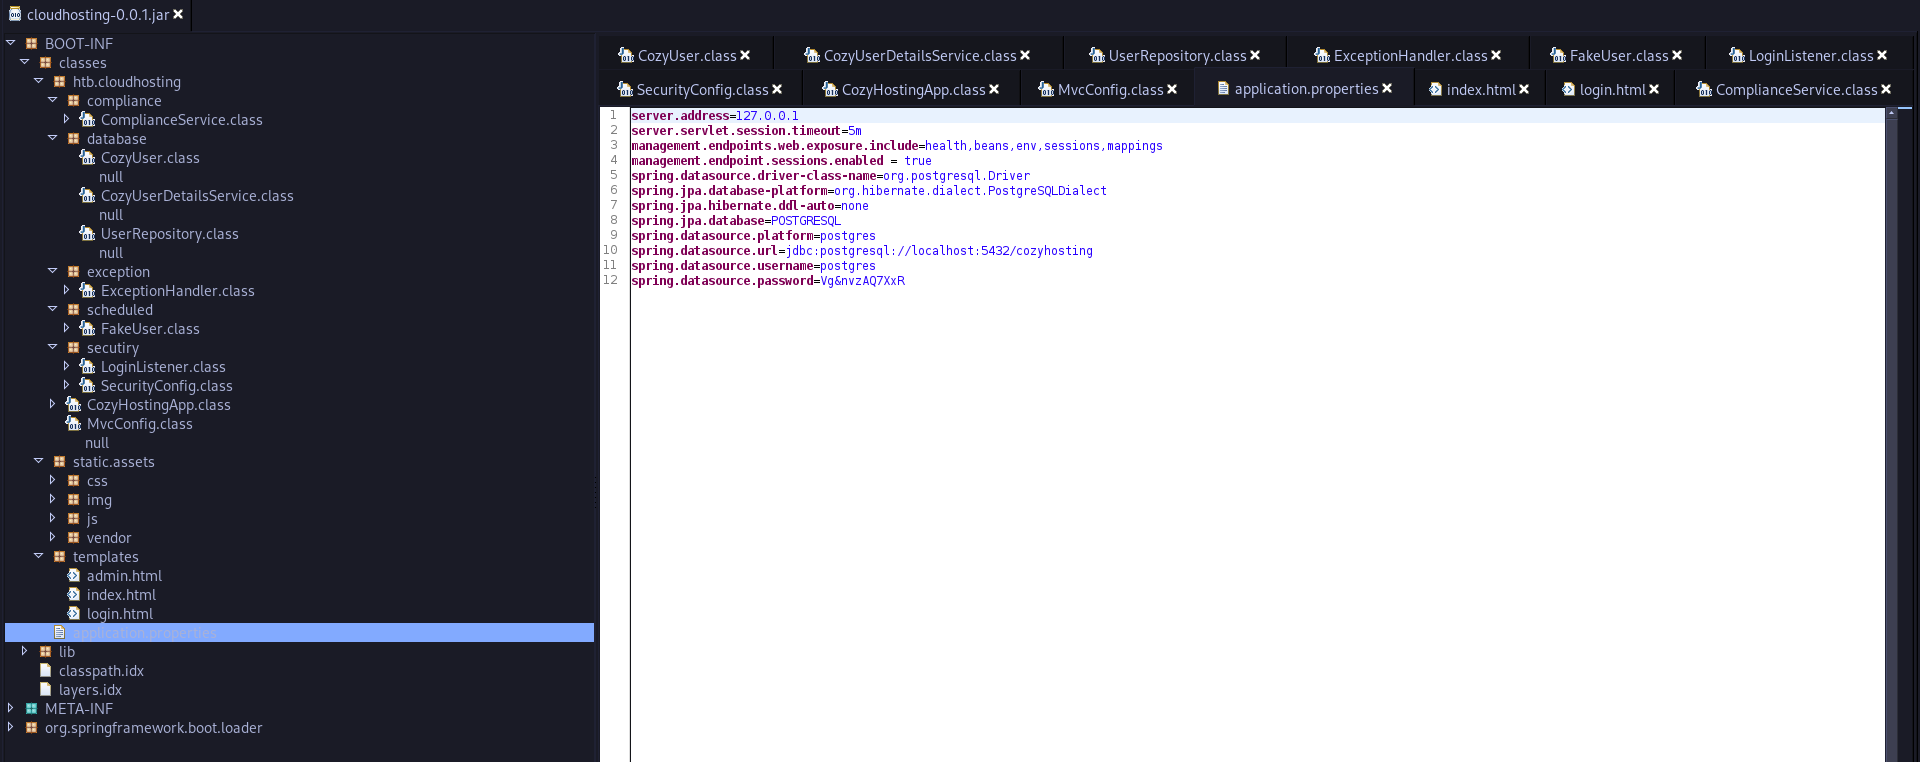 cloudhosting-0.0.1.jar
BOOT-INF
classes
htb.cloudhosting
compliance
ComplianceService.class
database
CozyUser.class
null
CozyUserDetailsService.class
null
UserRepository.class
null
exception
ExceptionHandler.class
scheduled
FakeUser.class
secutiry
LoginListener.class
SecurityConfig.class
CozyHostingApp.class
MvcConfig.class
null
static.assets
css
img
js
vendor
templates
admin.html
index.html
login.html
application.properties
lib
classpath.idx
layers.idx
META-INF
org.springframework.boot.loader
CozyUser.class CozyUserDetailsService.class UserRepository.class ExceptionHandler.class FakeUser.class LoginListener.class
SecurityConfig.class CozyHostingApp.class MvcConfig.class application.properties index.html login.html ComplianceService.class
1 server.address=127.0.0.1
2 server.servlet.session.timeout=5m
3 management.endpoints.web.exposure.include=health,beans,env,sessions,mappings
4 management.endpoint.sessions.enabled = true
5 spring.datasource.driver-class-name=org.postgresql.Driver
6 spring.jpa.database-platform=org.hibernate.dialect.PostgreSQLDialect
7 spring.jpa.hibernate.ddl-auto=none
8 spring.jpa.database=POSTGRESQL
9 spring.datasource.platform=postgres
10 spring.datasource.url=jdbc:postgresql://localhost:5432/cozyhosting
11 spring.datasource.username=postgres
12 spring.datasource.password=Vg&nvzAQ7XxR